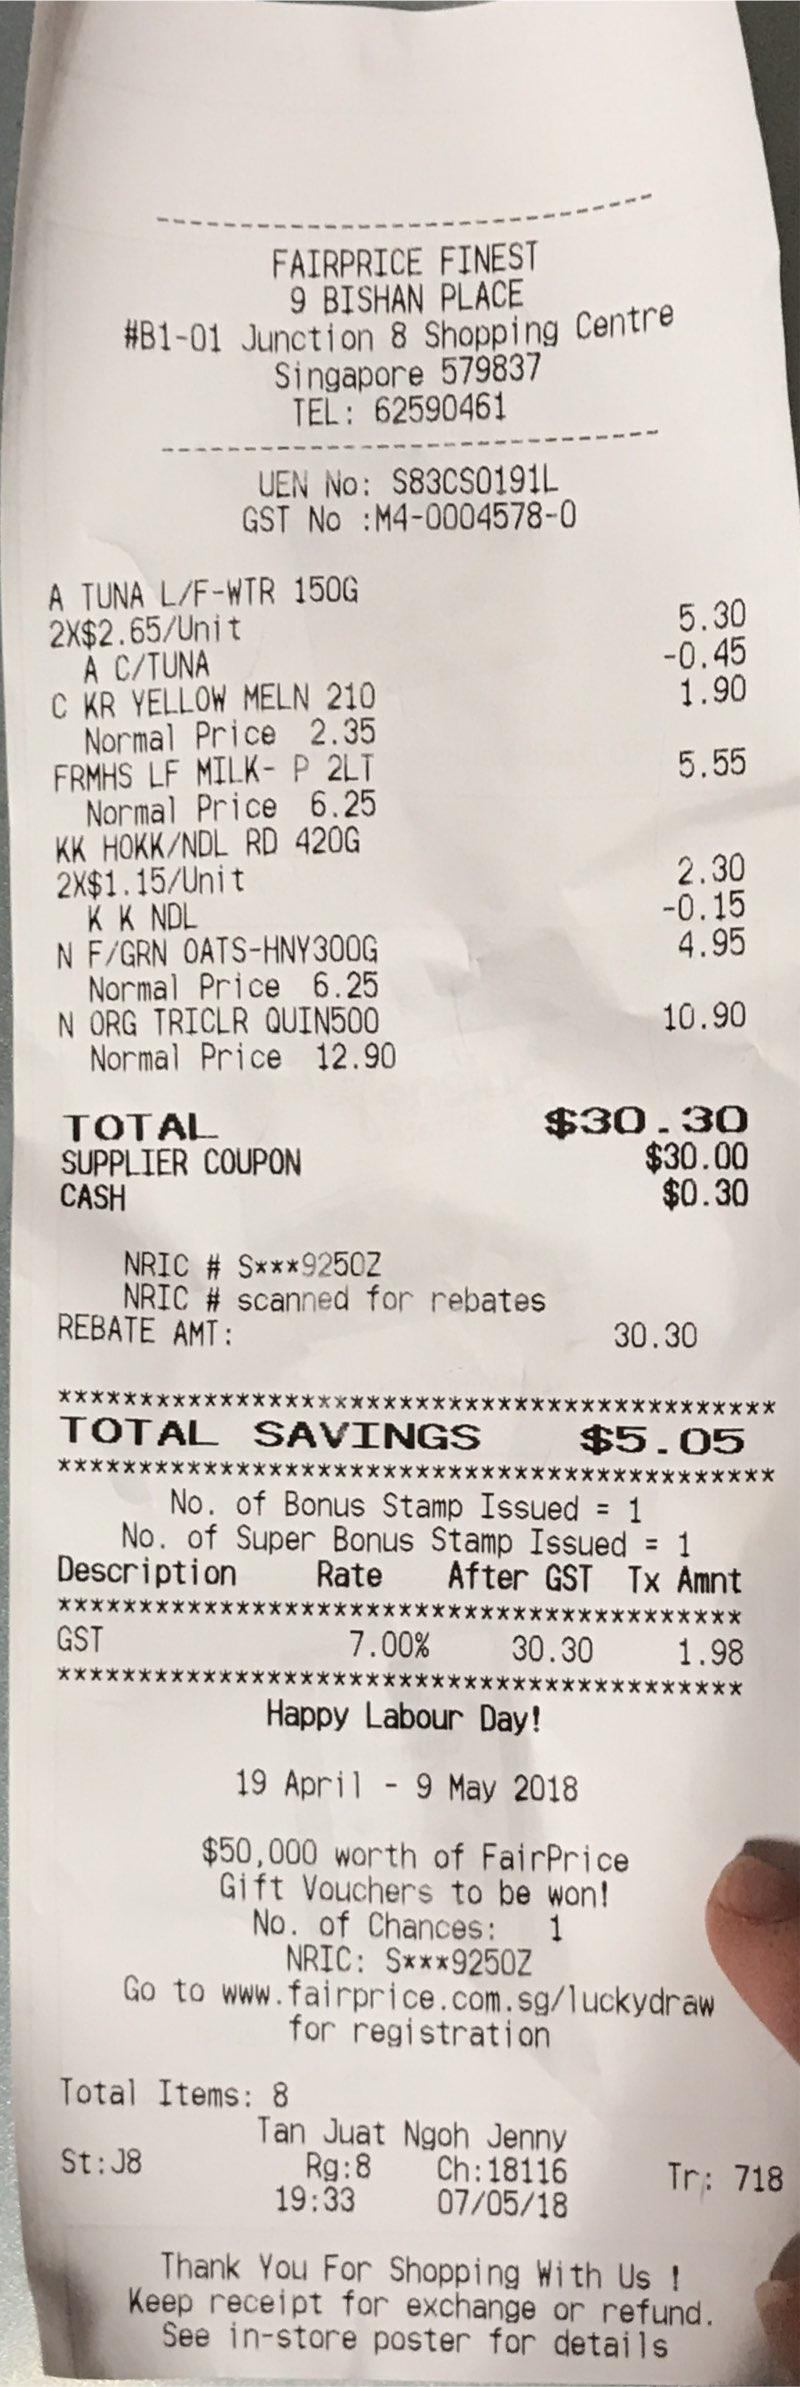 FAIRPRICE FINEST
9 BISHAN PLACE
#B1-01 Junction 8 Shopping Centre
Singapore 579837
TEL: 62590461
UEN No: S83CS0191L
GST No :M4-0004578-0
A TUNA L/F-WTR 150G
2X$2.65/Unit 5.30
A C/TUNA -0.45
C KR YELLOW MELN 210 1.90
Normal Price 2.35
FRMHS LF MILK- P 2LT 5.55
Normal Price 6.25
KK HOKK/NDL RD 420G
2X$1.15/Unit 2.30
K K NDL -0.15
N F/GRN OATS-HNY300G 4.95
Normal Price 6.25
N ORG TRICLR QUIN500 10.90
Normal Price 12.90
TOTAL $30.30
SUPPLIER COUPON $30.00
CASH $0.30
NRIC # S***9250Z
NRIC # scanned for rebates
REBATE AMT: 30.30
********************************************
TOTAL SAVINGS $5.05
********************************************
No. of Bonus Stamp Issued = 1
No. of Super Bonus Stamp Issued = 1
Description Rate After GST Tx Amnt
******************************************
GST 7.00% 30.30 1.98
******************************************
Happy Labour Day!
19 April - 9 May 2018
$50,000 worth of FairPrice
Gift Vouchers to be won!
No. of Chances: 1
NRIC: S***9250Z
Go to www.fairprice.com.sg/luckydraw
for registration
Total Items: 8
Tan Juat Ngoh Jenny
St:J8 Rg:8 Ch:18116 Tr: 718
19:33 07/05/18
Thank You For Shopping With Us !
Keep receipt for exchange or refund.
See in-store poster for details